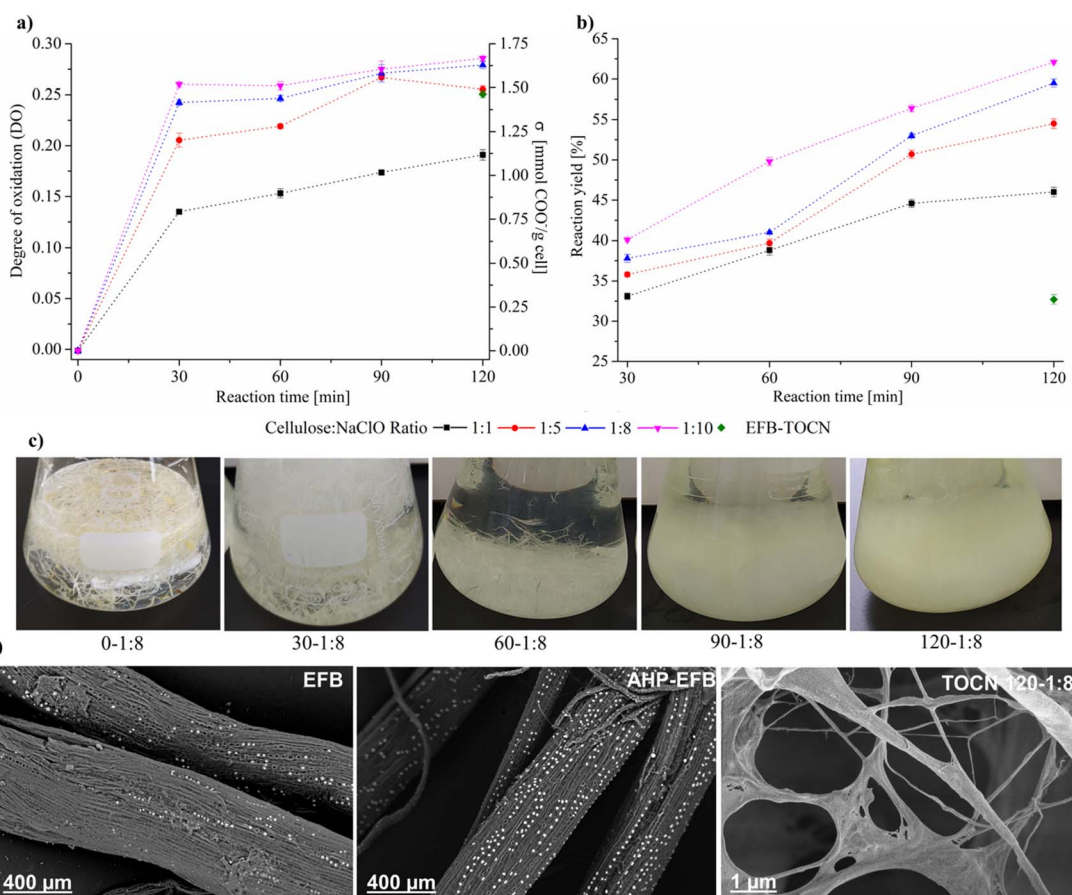 a)
0.30
0.25
0.20
0.15
0.10
0.05
0.00
Degree of oxidation (DO)
1.75
1.50
1.25
1.00
0.75
0.50
0.25
0.00
σ [mmol COO-/g cell]
0 30 60 90 120
Reaction time [min]
b)
65
60
55
50
45
40
35
30
25
Reaction yield [%]
30 60 90 120
Reaction time [min]
Cellulose:NaClO Ratio 1:1 1:5 1:8 1:10 EFB-TOCN
c)
0-1:8 30-1:8 60-1:8 90-1:8 120-1:8
EFB
400 µm
AHP-EFB
400 µm
TOCN 120-1:8
1 µm